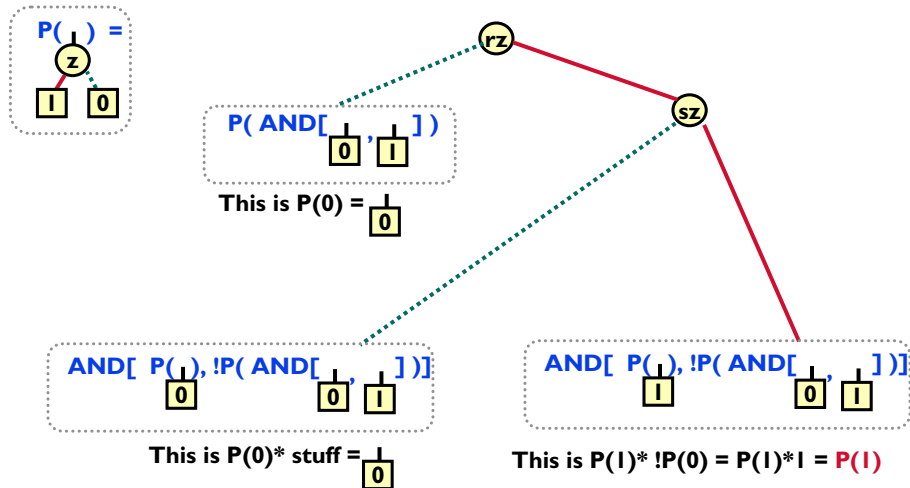 P( ) =
z
1 0
rz
sz
P( AND[ 0 , 1 ] )
This is P(0) = 0
AND[ P( 0 ), !P( AND[ 0 , 1 ] )]
This is P(0)* stuff = 0
AND[ P( 1 ), !P( AND[ 0 , 1 ] )]
This is P(1)* !P(0) = P(1)*1 = P(1)